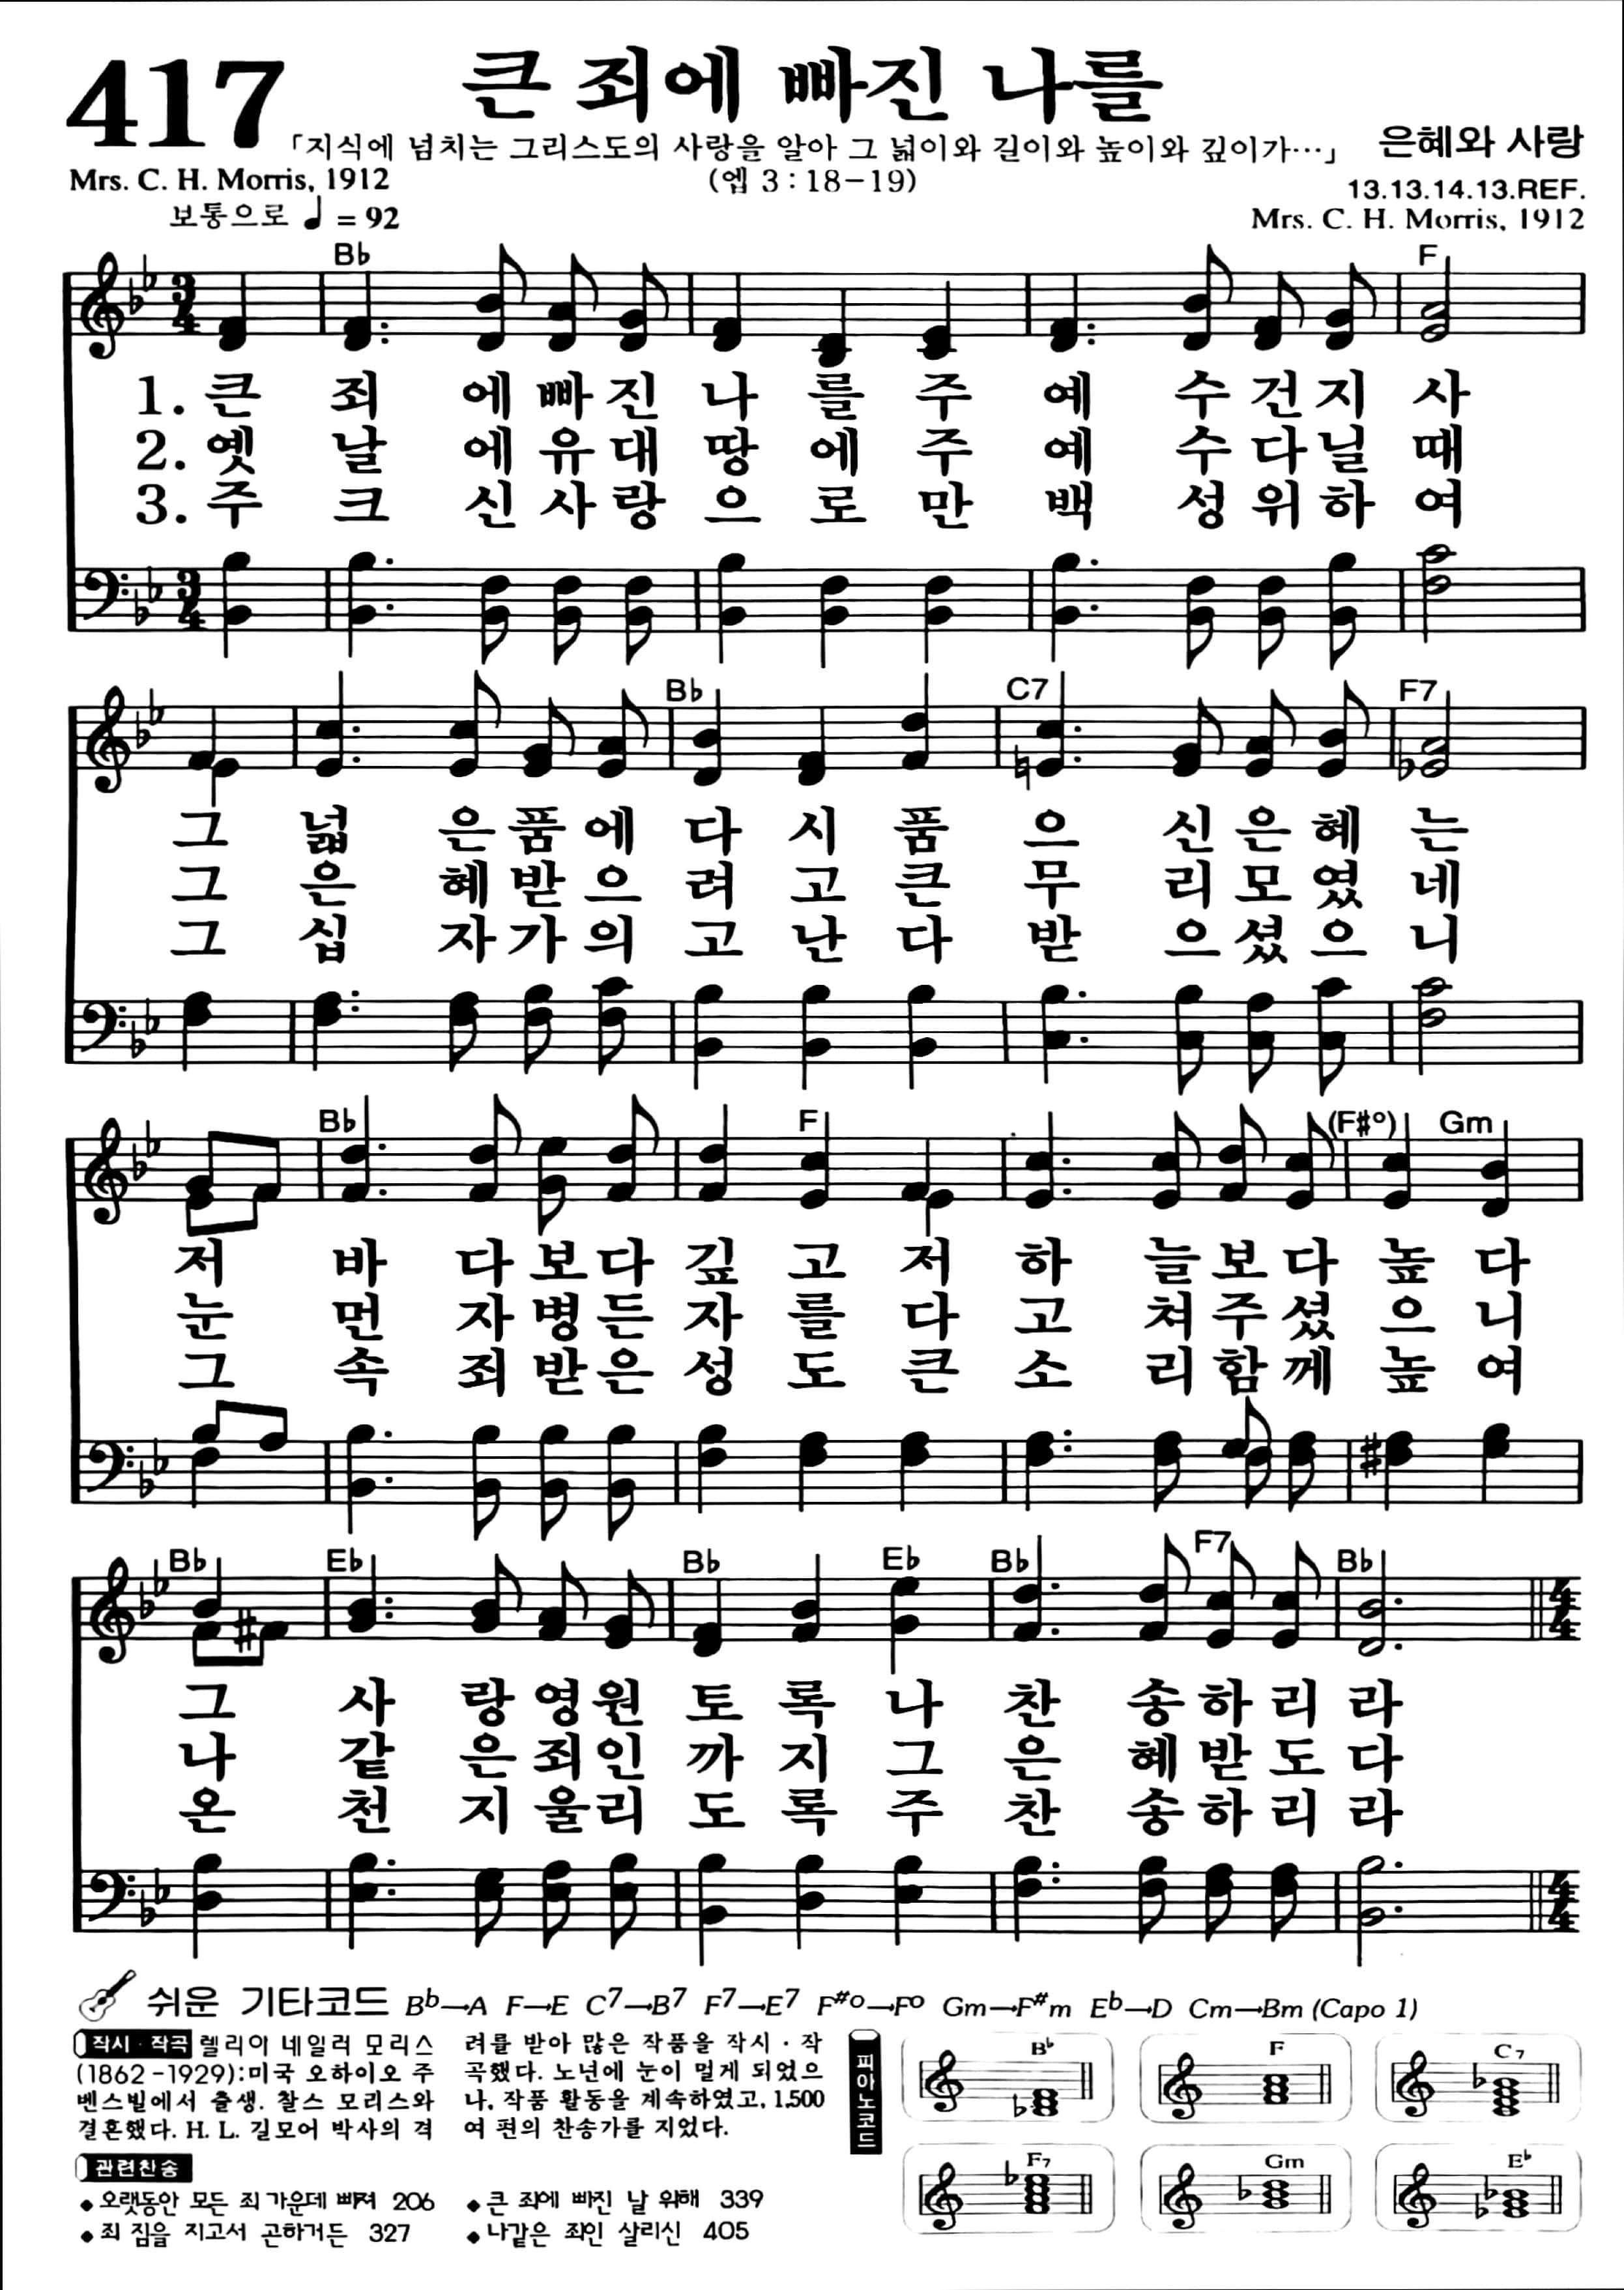 417
큰 죄에 빠진 나를
「지식에 넘치는 그리스도의 사랑을 알아 그 넓이와 길이와 높이와 깊이가…」
은혜와 사랑
Mrs. C. H. Morris, 1912
(엡 3 : 18-19)
13.13.14.13.REF.
보통으로 ♩ = 92
Mrs. C. H. Morris, 1912
B♭ F
1. 큰 죄 에 빠 진 나 를 주 예 수 건 지 사
2. 옛 날 에 유 대 땅 에 주 예 수 다 닐 때
3. 주 크 신 사 랑 으 로 만 백 성 위 하 여
B♭ C7 F7
그 넓 은 품 에 다 시 품 으 신 은 혜 는
그 은 혜 받 으 려 고 큰 무 리 모 였 네
그 십 자 가 의 고 난 다 받 으 셨 으 니
B♭ F (F#°) Gm
저 바 다 보 다 깊 고 저 하 늘 보 다 높 다
눈 먼 자 병 든 자 를 다 고 쳐 주 셨 으 니
그 속 죄 받 은 성 도 큰 소 리 함 께 높 여
B♭ E♭ B♭ E♭ B♭ F7 B♭
그 사 랑 영 원 토 록 나 찬 송 하 리 라
나 같 은 죄 인 까 지 그 은 혜 받 도 다
온 천 지 울 리 도 록 주 찬 송 하 리 라
쉬운 기타코드 B♭→A F→E C7→B7 F7→E7 F#o→Fo Gm→F#m E♭→D Cm→Bm (Capo 1)
작시 · 작곡 렐리아 네일러 모리스
(1862-1929):미국 오하이오 주
벤스빌에서 출생. 찰스 모리스와
결혼했다. H. L. 길모어 박사의 격
려를 받아 많은 작품을 작시 · 작
곡했다. 노년에 눈이 멀게 되었으
나, 작품 활동을 계속하였고, 1,500
여 편의 찬송가를 지었다.
관련찬송
● 오랫동안 모든 죄 가운데 빠져 206
● 죄 짐을 지고서 곤하거든 327
● 큰 죄에 빠진 날 위해 339
● 나같은 죄인 살리신 405
피아노코드
B♭ F C7
F7 Gm E♭